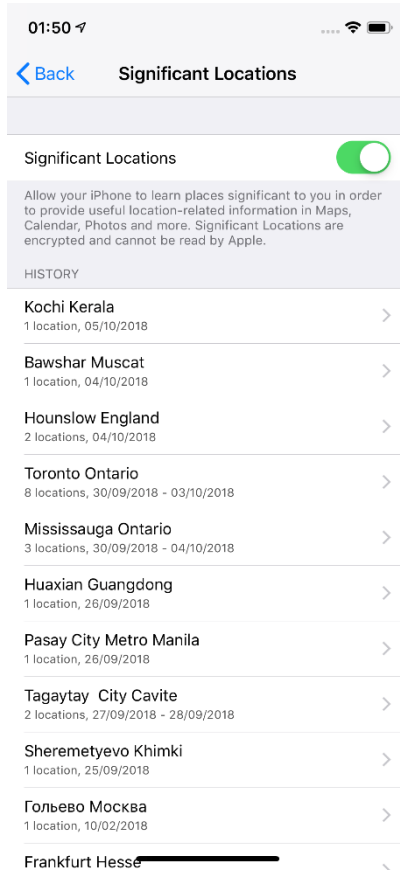 01:50
Back
Significant Locations
Significant Locations
Allow your iPhone to learn places significant to you in order
to provide useful location-related information in Maps,
Calendar, Photos and more. Significant Locations are
encrypted and cannot be read by Apple.
HISTORY
Kochi Kerala
1 location, 05/10/2018
Bawshar Muscat
1 location, 04/10/2018
Hounslow England
2 locations, 04/10/2018
Toronto Ontario
8 locations, 30/09/2018 - 03/10/2018
Mississauga Ontario
3 locations, 30/09/2018 - 04/10/2018
Huaxian Guangdong
1 location, 26/09/2018
Pasay City Metro Manila
1 location, 26/09/2018
Tagaytay  City Cavite
2 locations, 27/09/2018 - 28/09/2018
Sheremetyevo Khimki
1 location, 25/09/2018
Гольево Москва
1 location, 10/02/2018
Frankfurt Hesse